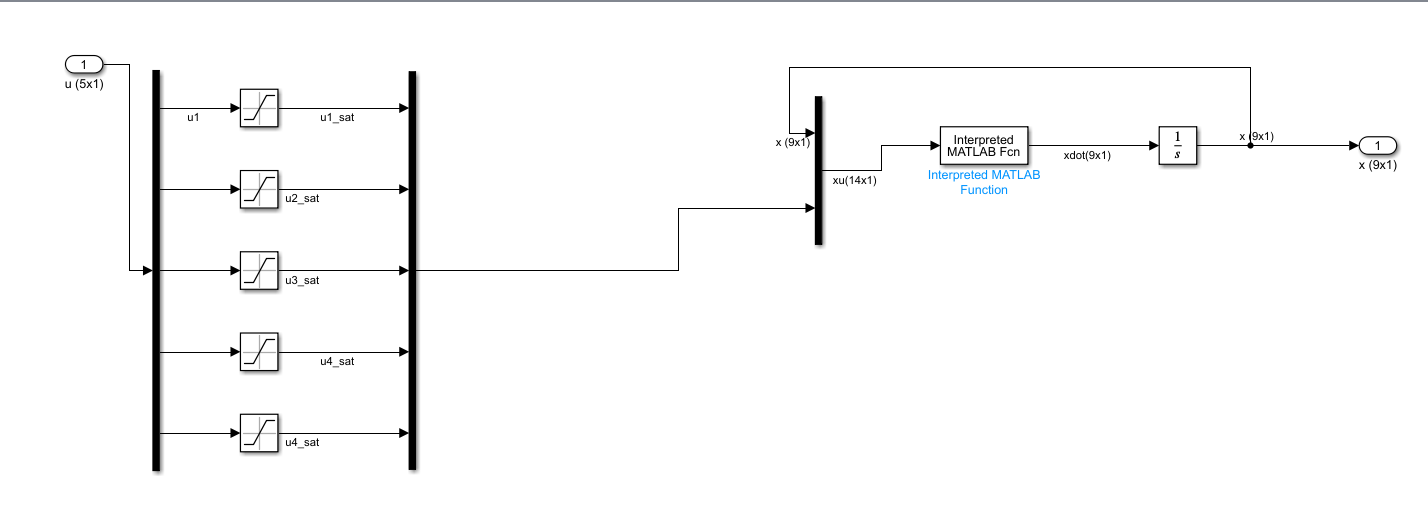 1
u (5x1)
u1
u1_sat
u2_sat
u3_sat
u4_sat
u4_sat
x (9x1)
xu(14x1)
Interpreted
MATLAB Fcn
Interpreted MATLAB
Function
xdot(9x1)
1
s
x (9x1)
1
x (9x1)